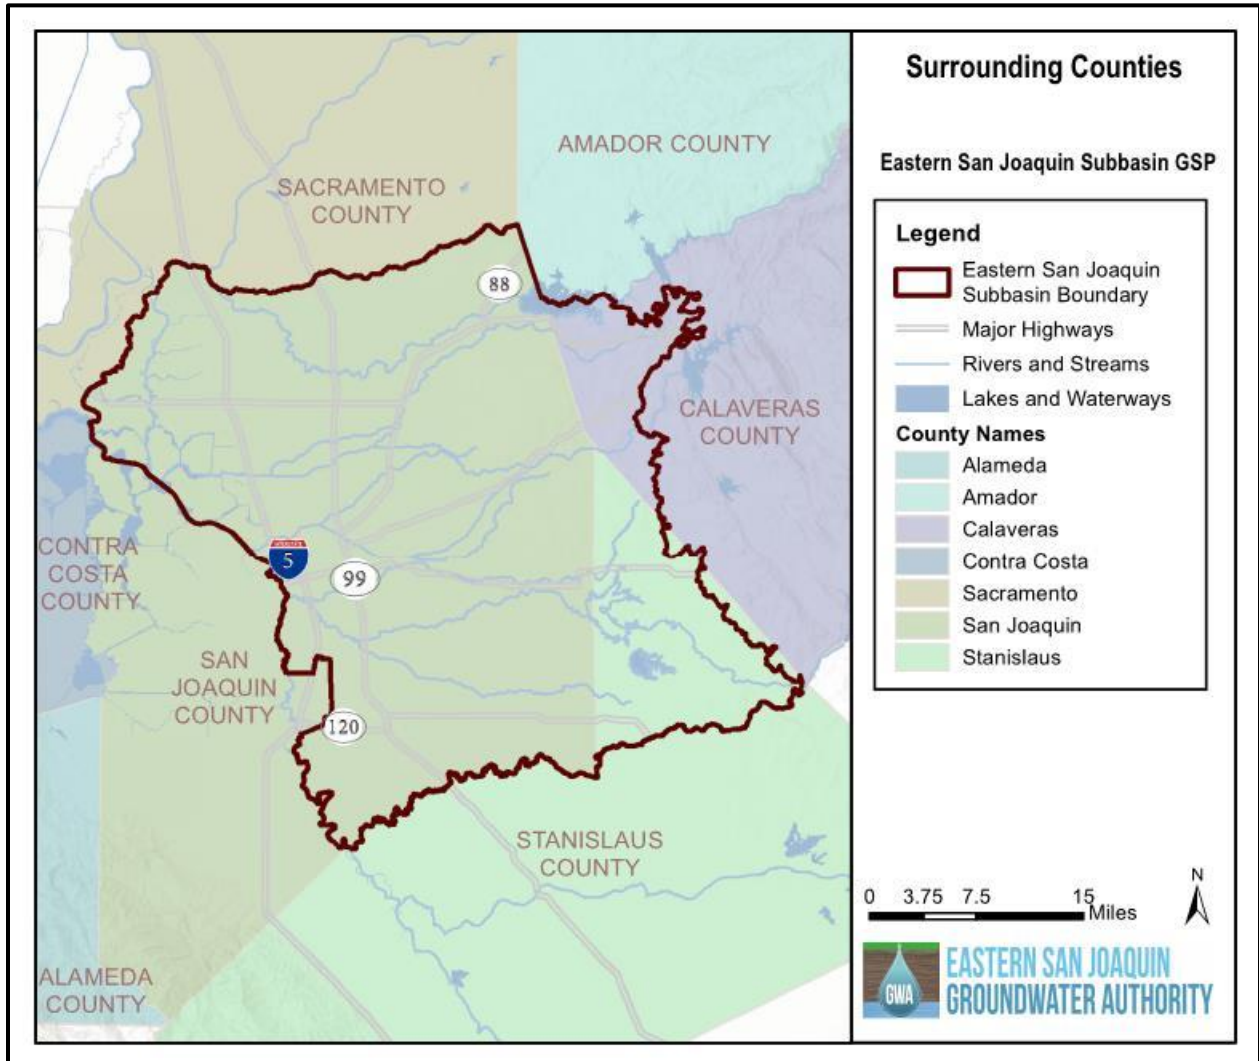 Surrounding Counties
Eastern San Joaquin Subbasin GSP
Legend
Eastern San Joaquin
Subbasin Boundary
Major Highways
Rivers and Streams
Lakes and Waterways
County Names
Alameda
Amador
Calaveras
Contra Costa
Sacramento
San Joaquin
Stanislaus
AMADOR COUNTY
SACRAMENTO
COUNTY
88
CALAVERAS
COUNTY
CONTRA
COSTA
COUNTY
5
99
SAN
JOAQUIN
COUNTY
120
STANISLAUS
COUNTY
ALAMEDA
COUNTY
N
0 3.75 7.5 15
Miles
GWA
EASTERN SAN JOAQUIN
GROUNDWATER AUTHORITY